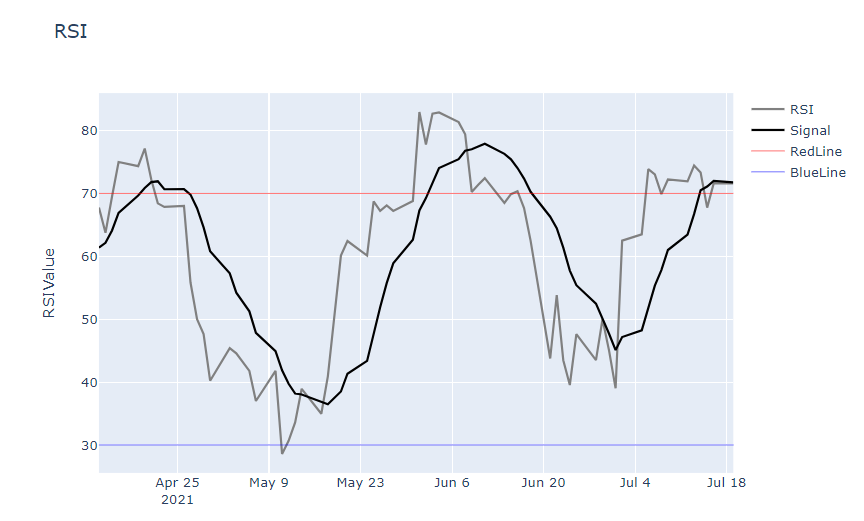 RSI
RSI
Signal
RedLine
BlueLine
RSIValue
80
70
60
50
40
30
Apr 25
2021
May 9
May 23
Jun 6
Jun 20
Jul 4
Jul 18